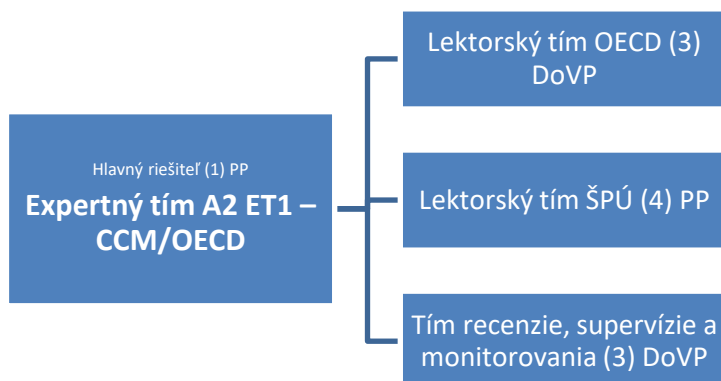 Hlavný riešiteľ (1) PP
Expertný tím A2 ET1 –
CCM/OECD
Lektorský tím OECD (3)
DoVP
Lektorský tím ŠPÚ (4) PP
Tím recenzie, supervízie a
monitorovania (3) DoVP